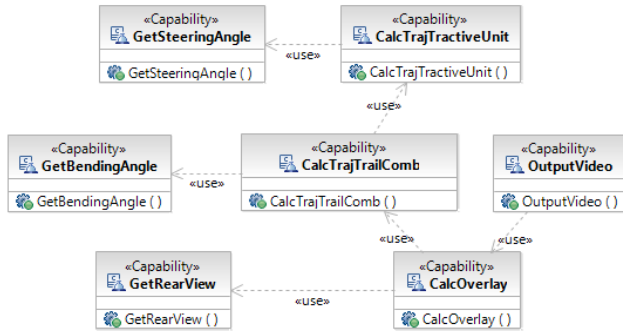 «Capability»
GetSteeringAngle
GetSteeringAngle ( )
«use»
«Capability»
CalcTrajTractiveUnit
CalcTrajTractiveUnit ( )
«use»
«Capability»
GetBendingAngle
GetBendingAngle ( )
«use»
«Capability»
CalcTrajTrailComb
CalcTrajTrailComb ( )
«Capability»
OutputVideo
OutputVideo ( )
«use»
«use»
«Capability»
GetRearView
GetRearView ( )
«use»
«Capability»
CalcOverlay
CalcOverlay ( )